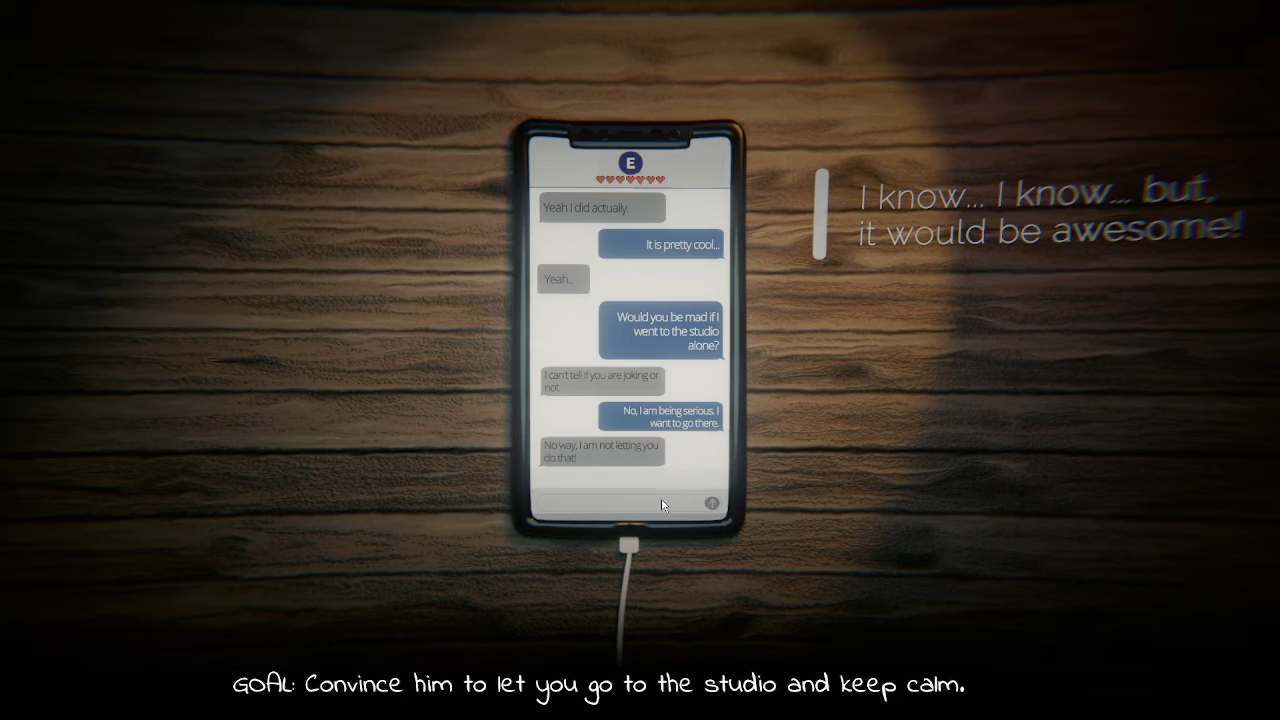 E
Yeah I did actually.
It is pretty cool...
Yeah...
Would you be mad if I
went to the studio
alone?
I can't tell if you are joking or
not.
No, I am being serious. I
want to go there.
No way, I am not letting you
do that!
I know... I know... but,
it would be awesome!
GOAL: Convince him to let you go to the studio and keep calm.